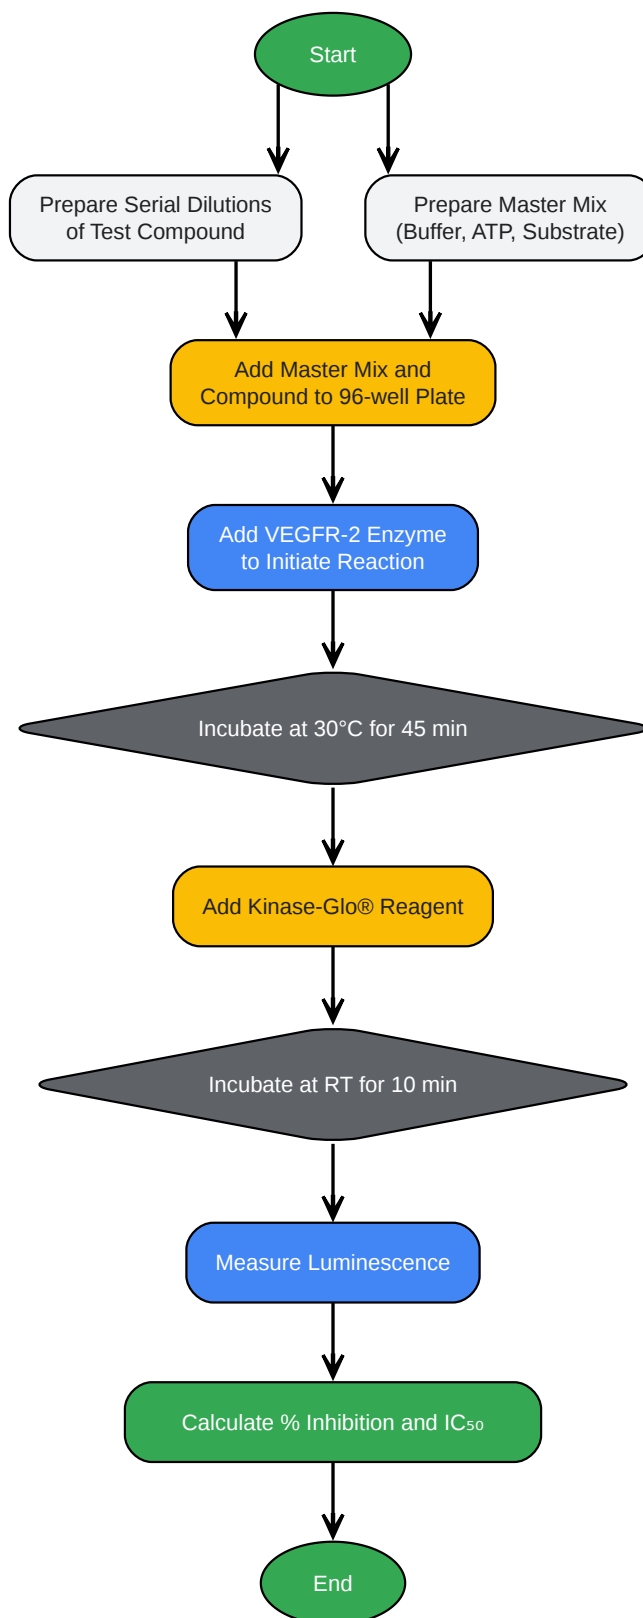 Start
Prepare Serial Dilutions
of Test Compound
Prepare Master Mix
(Buffer, ATP, Substrate)
Add Master Mix and
Compound to 96-well Plate
Add VEGFR-2 Enzyme
to Initiate Reaction
Incubate at 30°C for 45 min
Add Kinase-Glo® Reagent
Incubate at RT for 10 min
Measure Luminescence
Calculate % Inhibition and IC₅₀
End